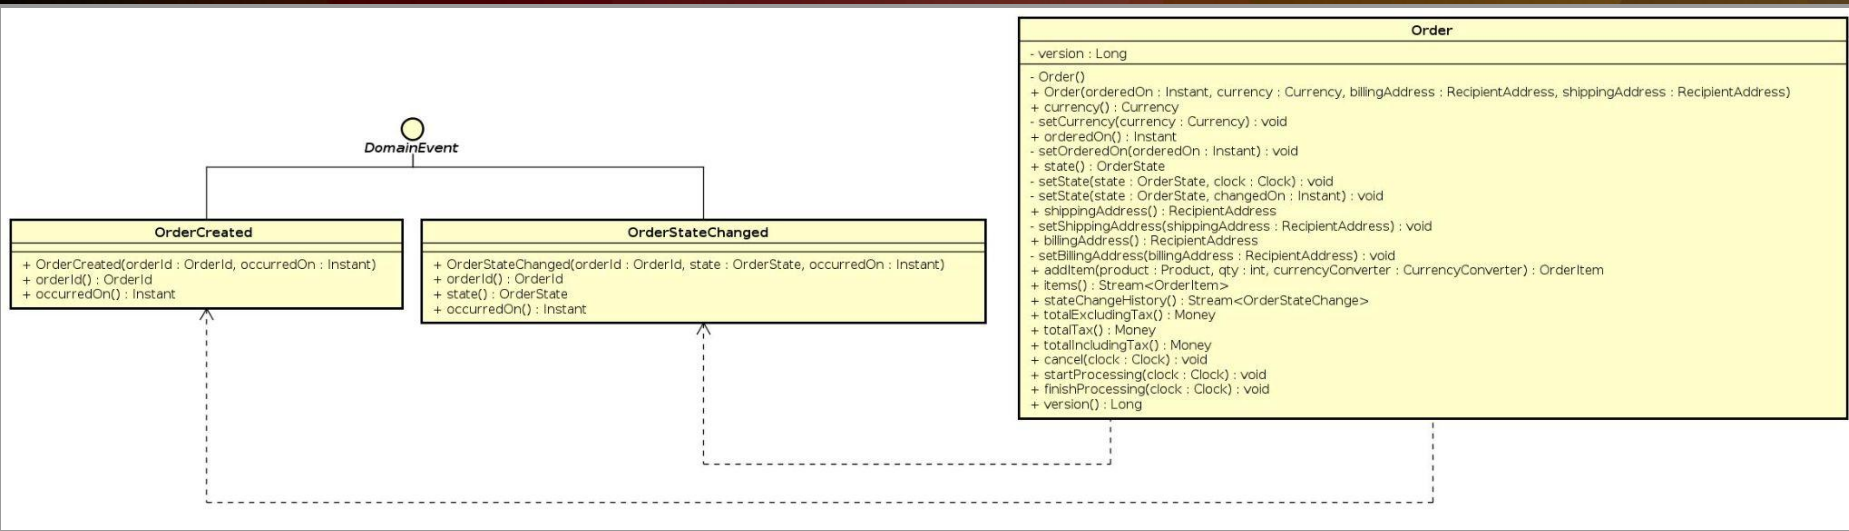 DomainEvent
OrderCreated
+ OrderCreated(orderId : OrderId, occurredOn : Instant)
+ orderId() : OrderId
+ occurredOn() : Instant
OrderStateChanged
+ OrderStateChanged(orderId : OrderId, state : OrderState, occurredOn : Instant)
+ orderId() : OrderId
+ state() : OrderState
+ occurredOn() : Instant
Order
- version : Long
- Order()
+ Order(orderedOn : Instant, currency : Currency, billingAddress : RecipientAddress, shippingAddress : RecipientAddress)
+ currency() : Currency
- setCurrency(currency : Currency) : void
+ orderedOn() : Instant
- setOrderedOn(orderedOn : Instant) : void
+ state() : OrderState
- setState(state : OrderState, clock : Clock) : void
- setState(state : OrderState, changedOn : Instant) : void
+ shippingAddress() : RecipientAddress
- setShippingAddress(shippingAddress : RecipientAddress) : void
+ billingAddress() : RecipientAddress
- setBillingAddress(billingAddress : RecipientAddress) : void
+ addItem(product : Product, qty : int, currencyConverter : CurrencyConverter) : OrderItem
+ items() : Stream<OrderItem>
+ stateChangeHistory() : Stream<OrderStateChange>
+ totalExcludingTax() : Money
+ totalTax() : Money
+ totalIncludingTax() : Money
+ cancel(clock : Clock) : void
+ startProcessing(clock : Clock) : void
+ finishProcessing(clock : Clock) : void
+ version() : Long